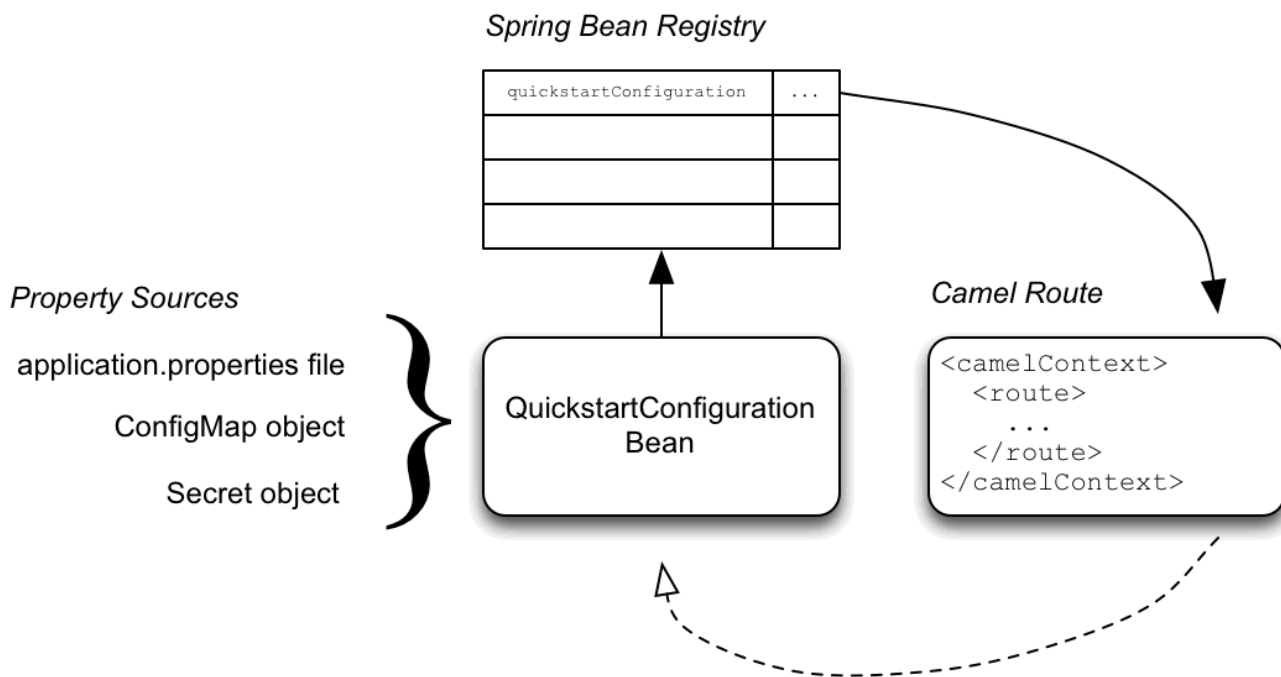 Spring Bean Registry
quickstartConfiguration ...
Property Sources
application.properties file
ConfigMap object
Secret object
QuickstartConfiguration
Bean
Camel Route
<camelContext>
<route>
...
</route>
</camelContext>